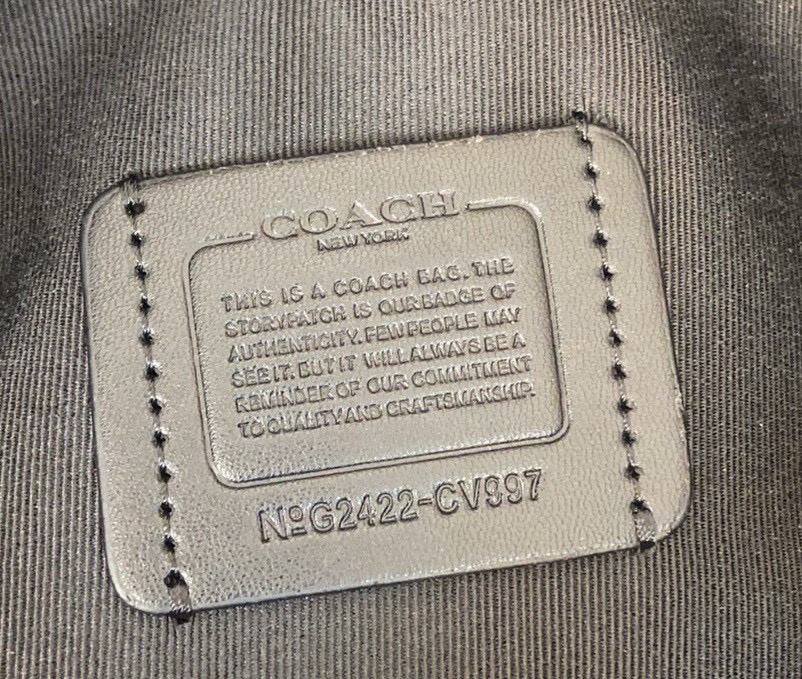 COACH
NEW YORK
THIS IS A COACH BAG. THE
STORYPATCH IS OUR BADGE OF
AUTHENTICITY. FEW PEOPLE MAY
SEE IT. BUT IT WILL ALWAYS BE A
REMINDER OF OUR COMMITMENT
TO QUALITY AND CRAFTSMANSHIP.
NºG2422-CV997